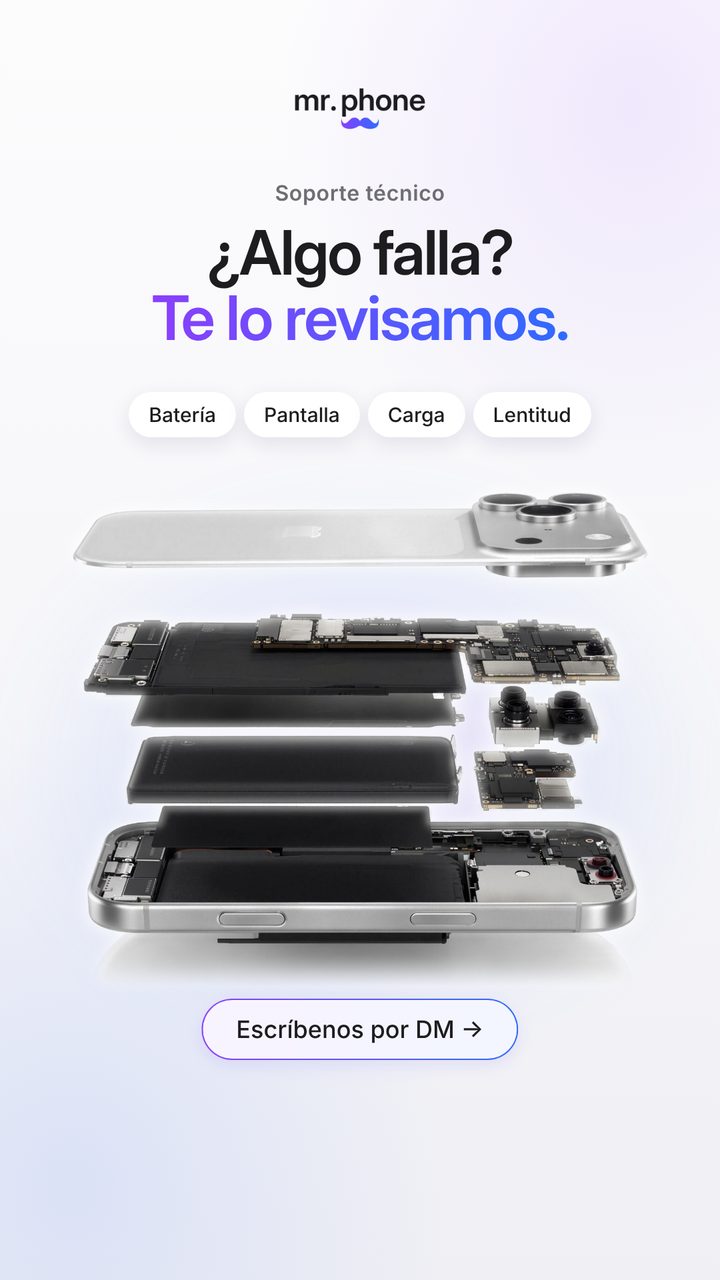 mr. phone
Soporte técnico
¿Algo falla?
Te lo revisamos.
Batería
Pantalla
Carga
Lentitud
Escríbenos por DM →